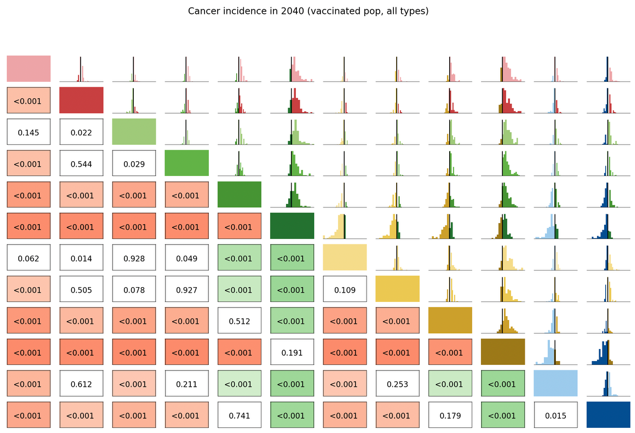 Cancer incidence in 2040 (vaccinated pop, all types)
<0.001
0.145 0.022
<0.001 0.544 0.029
<0.001 <0.001 <0.001 <0.001
<0.001 <0.001 <0.001 <0.001 <0.001
0.062 0.014 0.928 0.049 <0.001 <0.001
<0.001 0.505 0.078 0.927 <0.001 <0.001 0.109
<0.001 <0.001 <0.001 <0.001 0.512 <0.001 <0.001 <0.001
<0.001 <0.001 <0.001 <0.001 <0.001 0.191 <0.001 <0.001 <0.001
<0.001 0.612 <0.001 0.211 <0.001 <0.001 <0.001 0.253 <0.001 <0.001
<0.001 <0.001 <0.001 <0.001 0.741 <0.001 <0.001 <0.001 0.179 <0.001 0.015